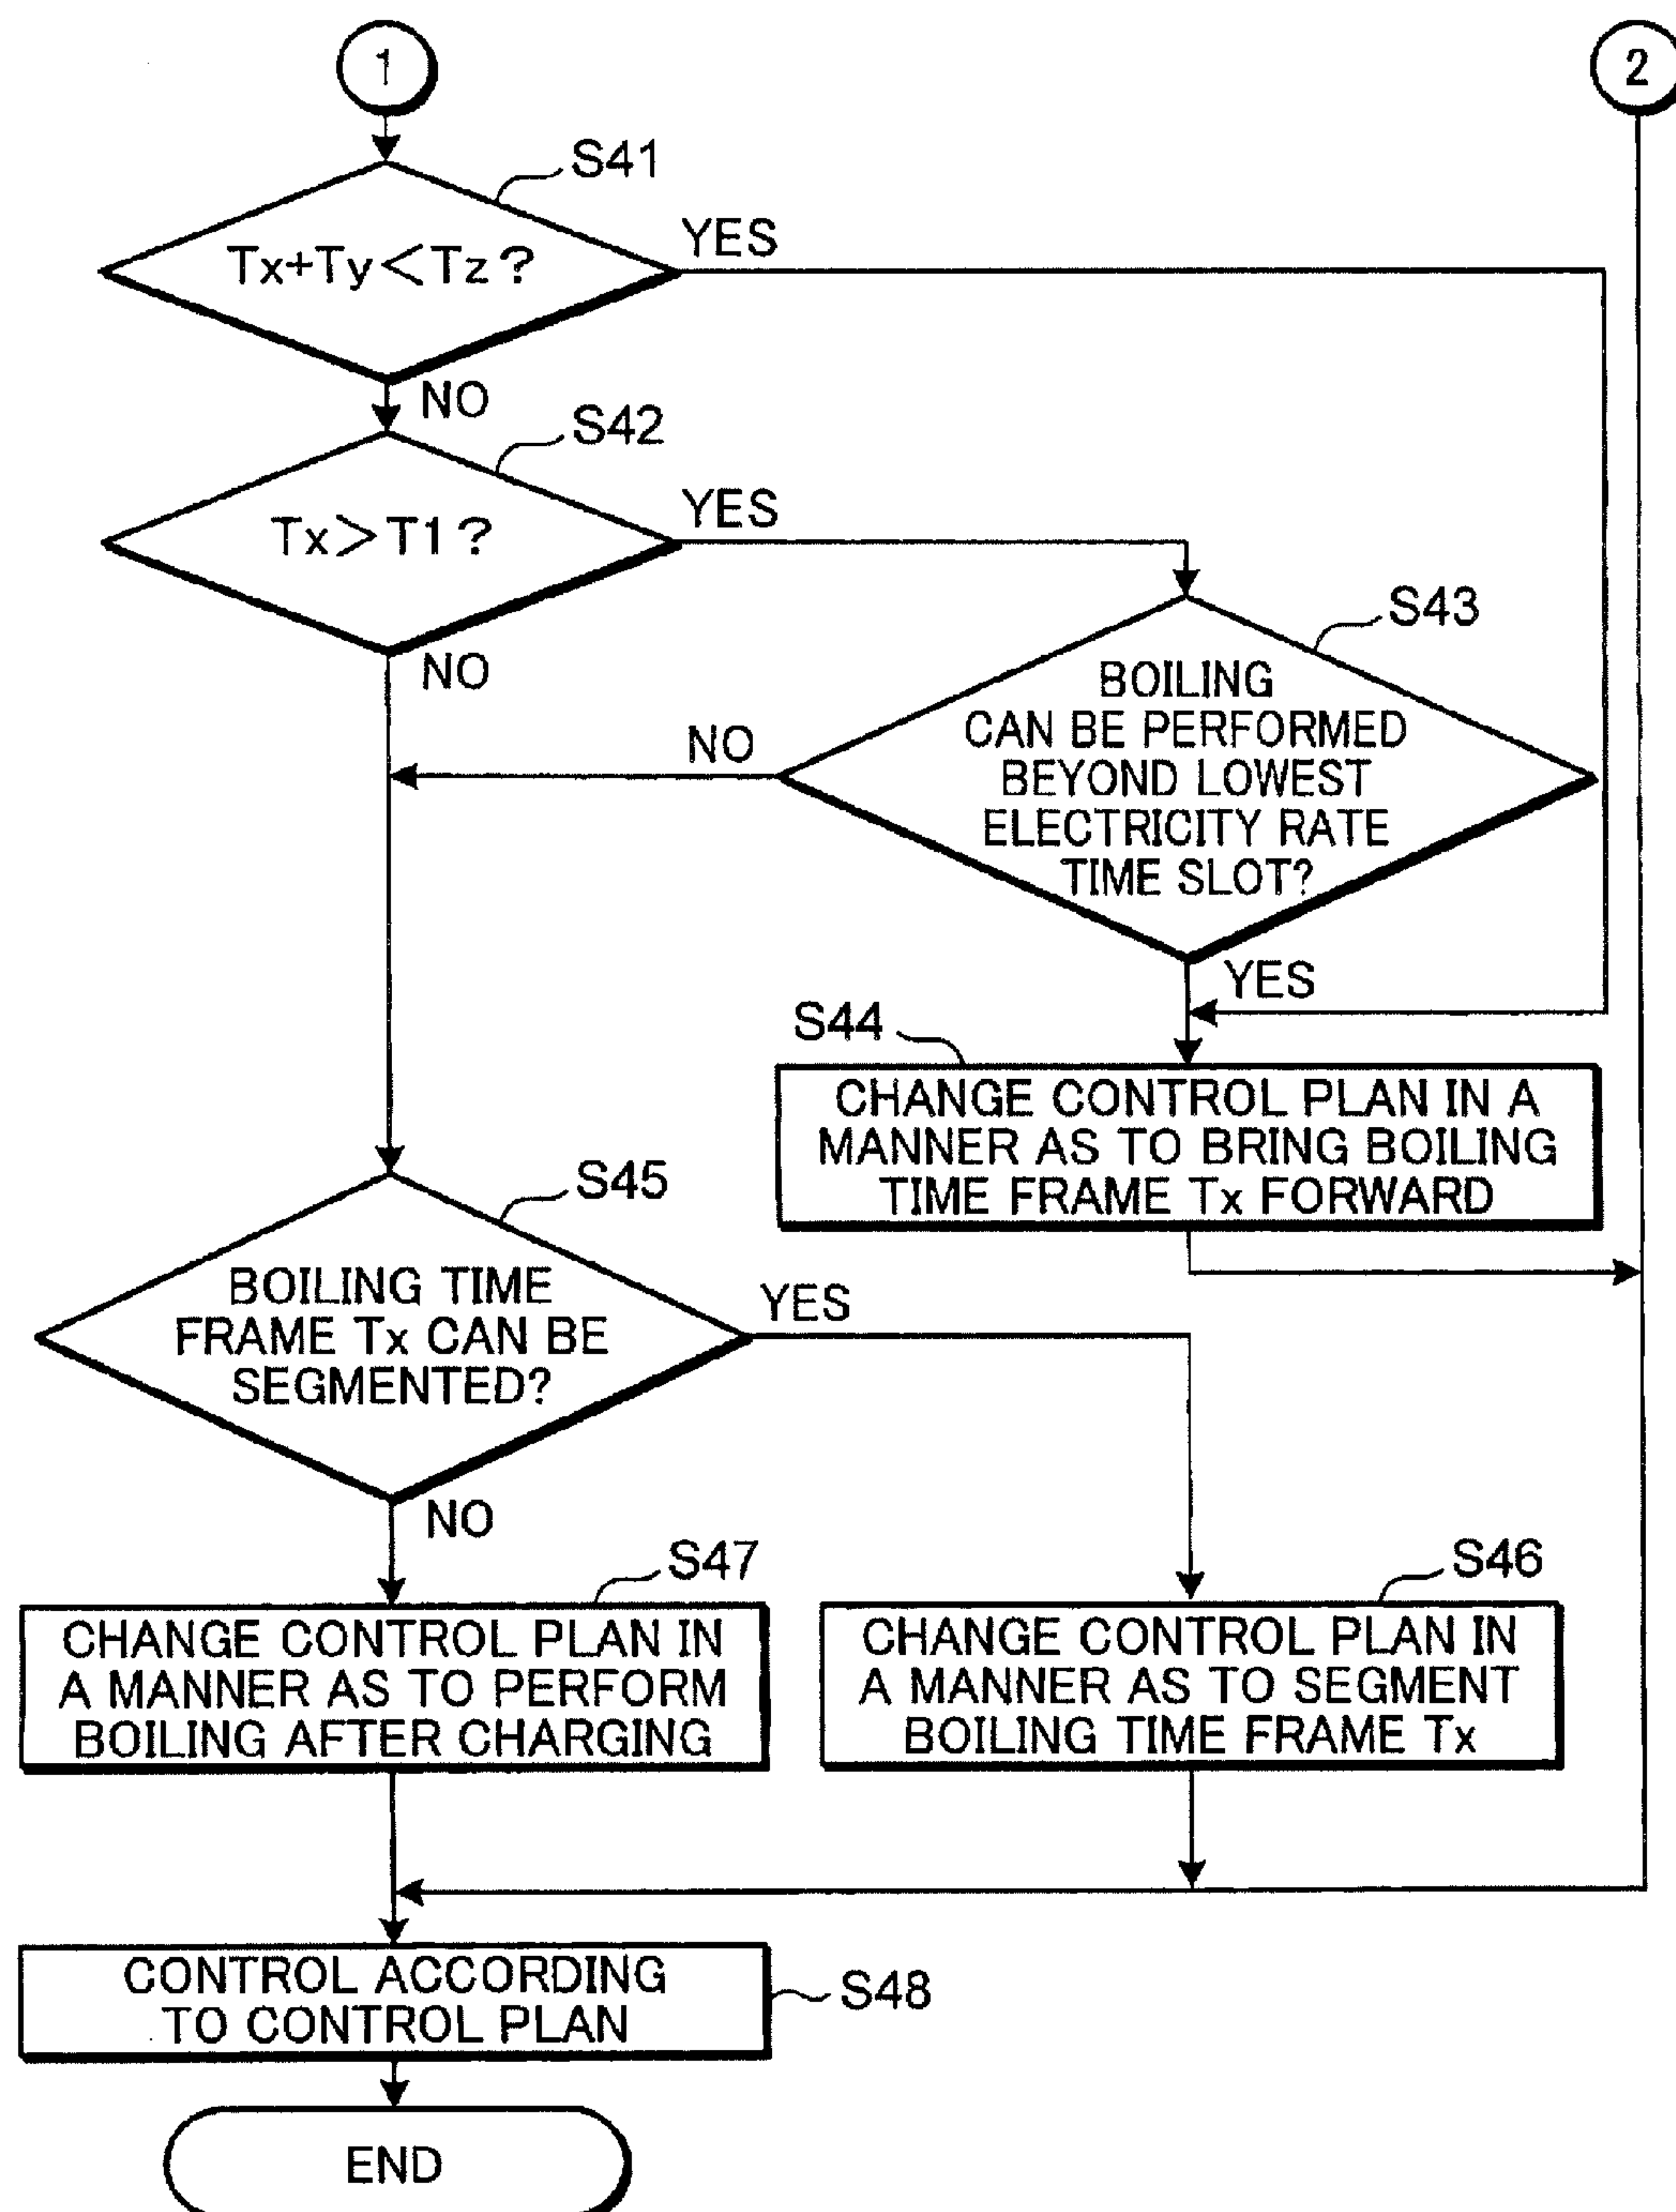 1
2
S41
Tx+Ty<Tz?
YES
NO
S42
Tx>T1?
YES
NO
S43
BOILING
CAN BE PERFORMED
BEYOND LOWEST
ELECTRICITY RATE
TIME SLOT?
NO
YES
S44
CHANGE CONTROL PLAN IN A
MANNER AS TO BRING BOILING
TIME FRAME Tx FORWARD
S45
BOILING TIME
FRAME Tx CAN BE
SEGMENTED?
YES
NO
S47
CHANGE CONTROL PLAN IN
A MANNER AS TO PERFORM
BOILING AFTER CHARGING
S46
CHANGE CONTROL PLAN IN
A MANNER AS TO SEGMENT
BOILING TIME FRAME Tx
CONTROL ACCORDING
TO CONTROL PLAN
S48
END